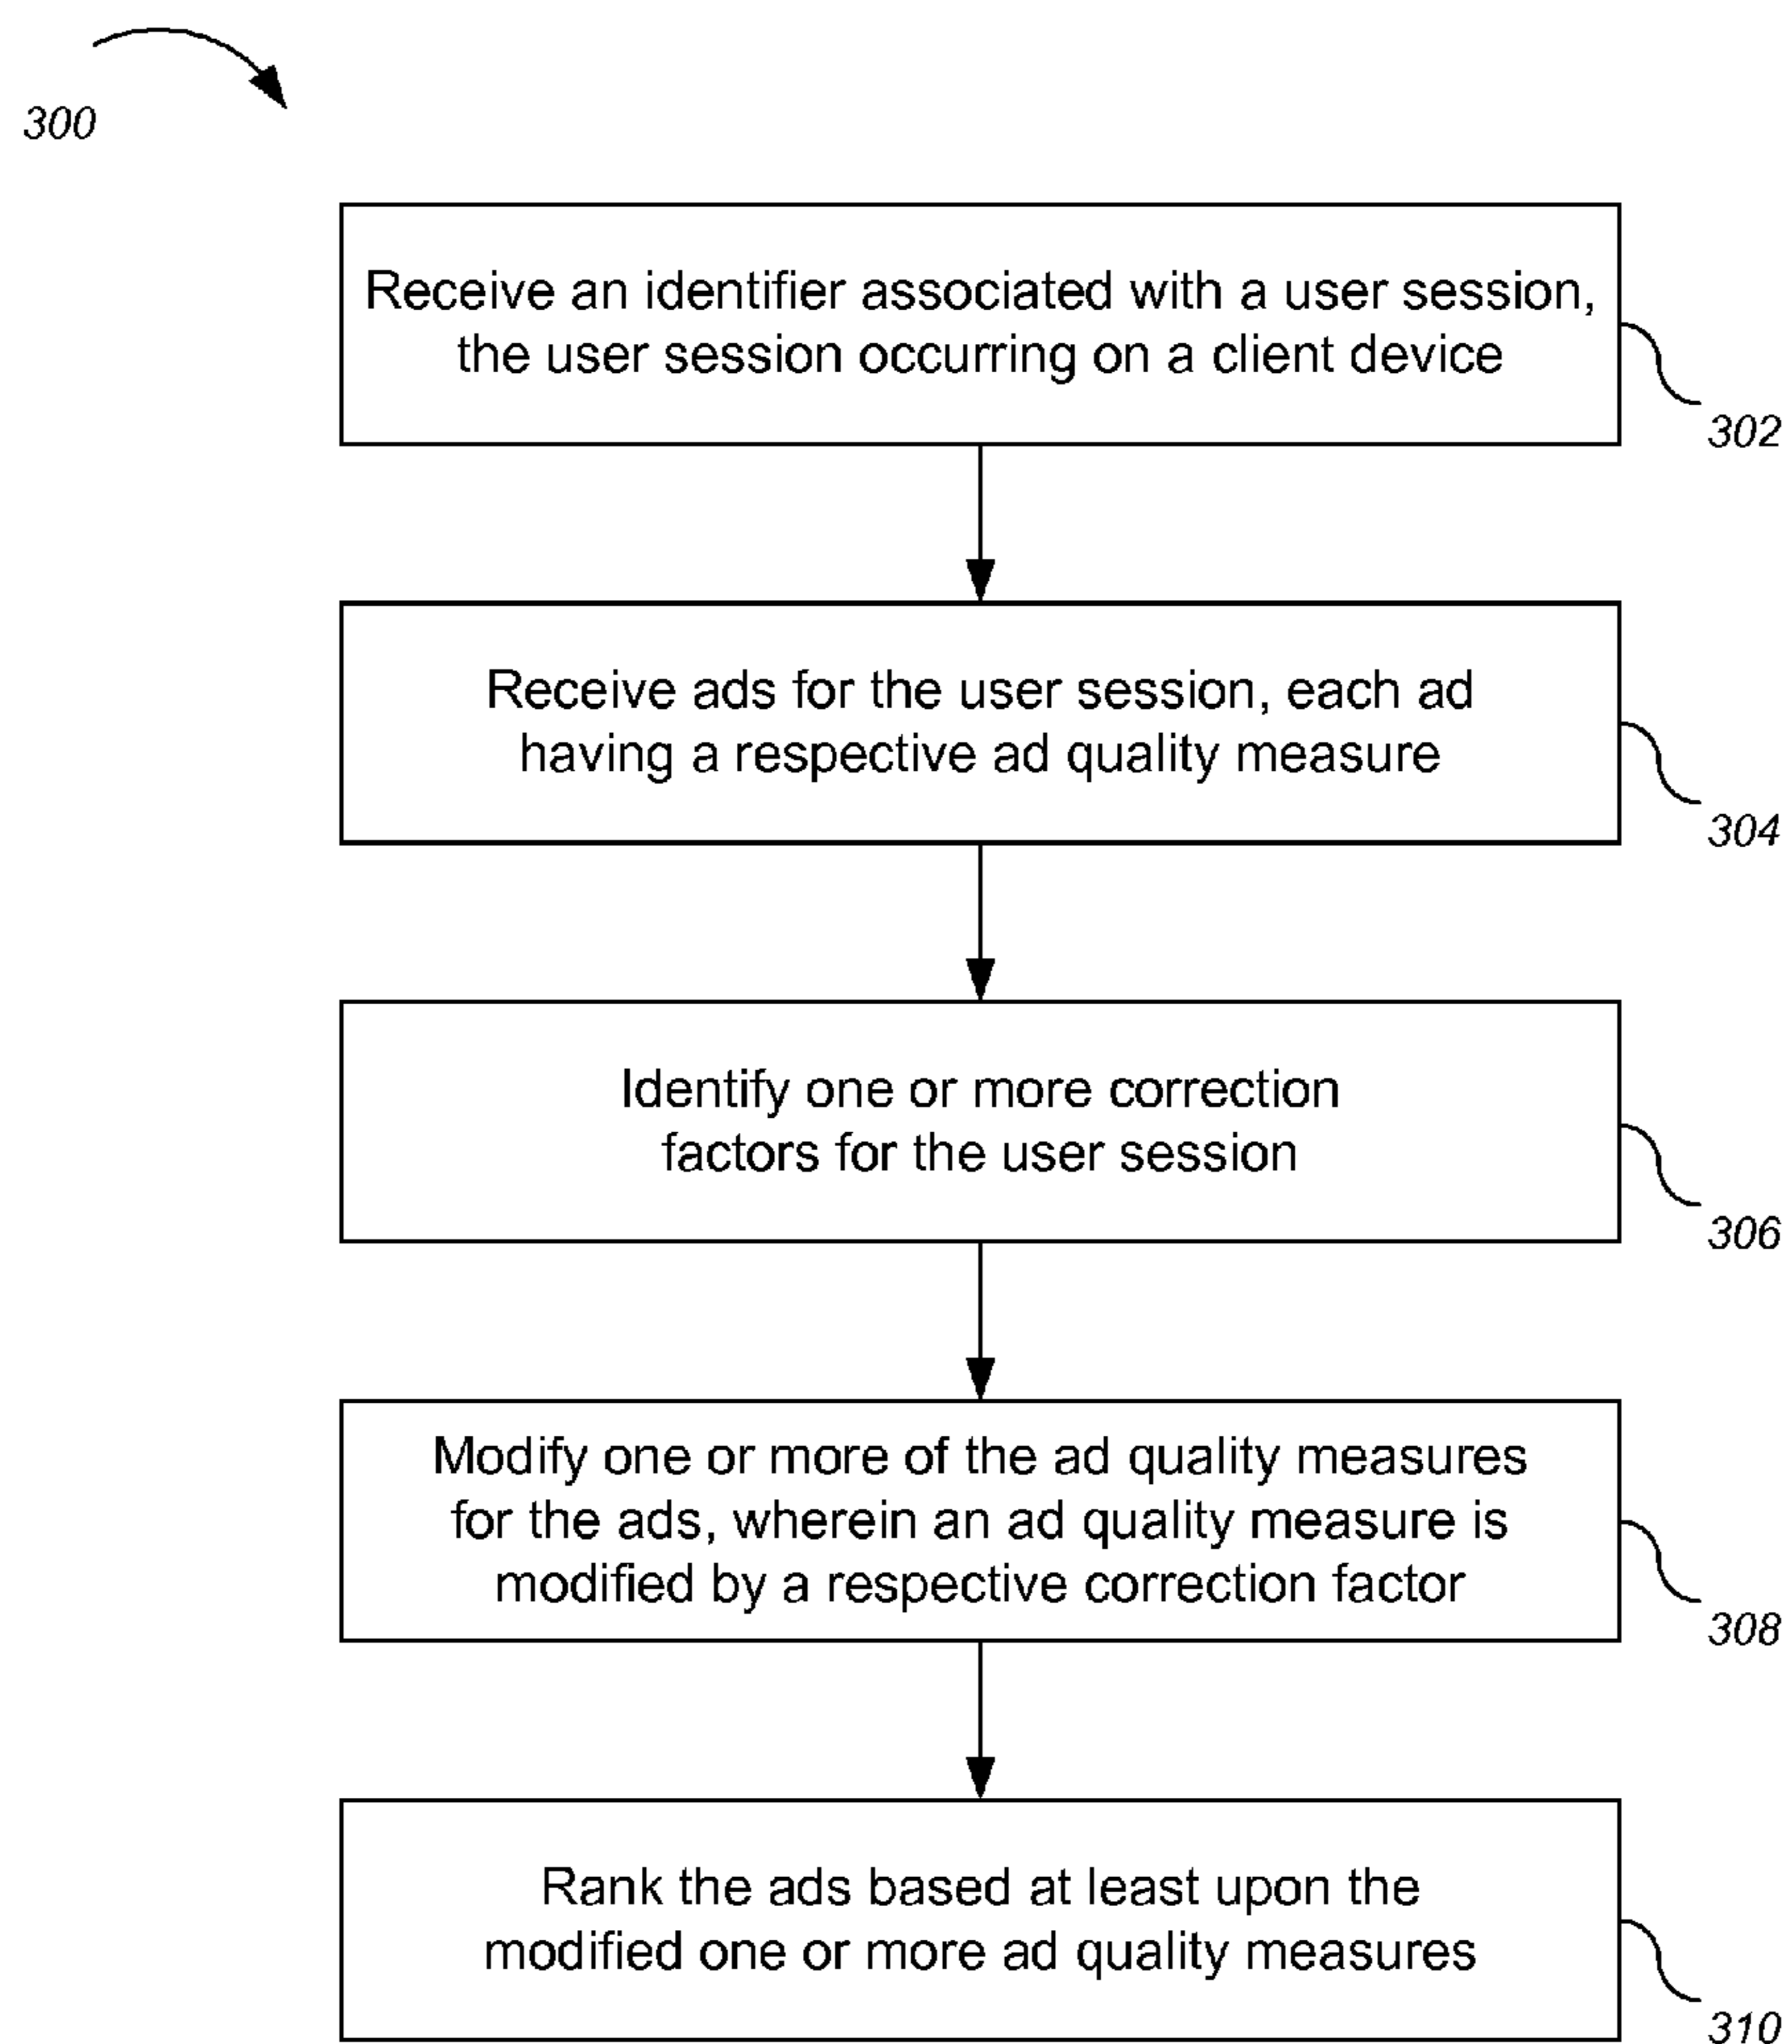 300
Receive an identifier associated with a user session,
the user session occurring on a client device
302
Receive ads for the user session, each ad
having a respective ad quality measure
304
Identify one or more correction
factors for the user session
306
Modify one or more of the ad quality measures
for the ads, wherein an ad quality measure is
modified by a respective correction factor
308
Rank the ads based at least upon the
modified one or more ad quality measures
310